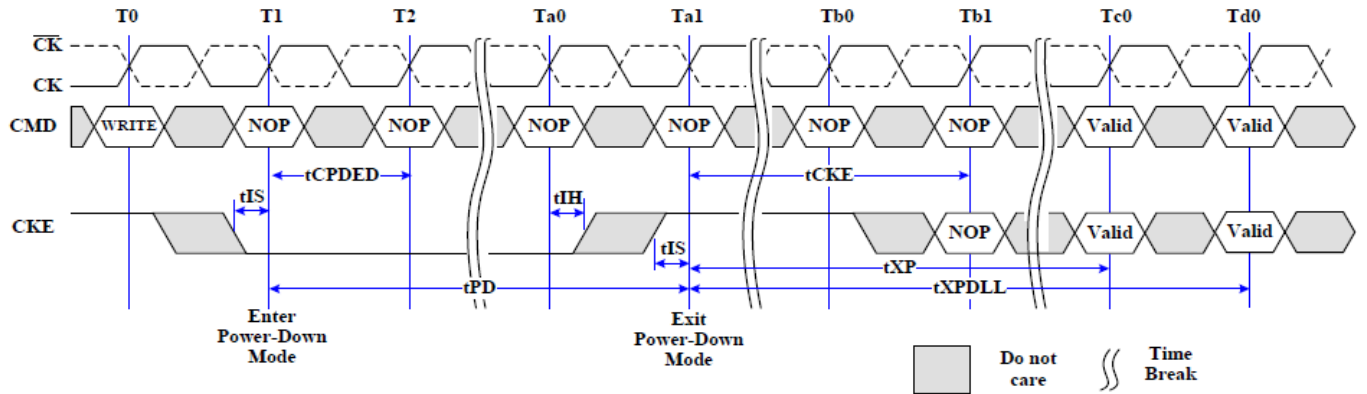 T0 T1 T2 Ta0 Ta1 Tb0 Tb1 Tc0 Td0
CK
CK
CMD WRITE NOP NOP NOP NOP NOP NOP Valid Valid
tCPDED tCKE
tIS tIH
CKE NOP Valid Valid
tIS
tXP
tPD tXPDLL
Enter
Power-Down
Mode
Exit
Power-Down
Mode
Do not
care
Time
Break